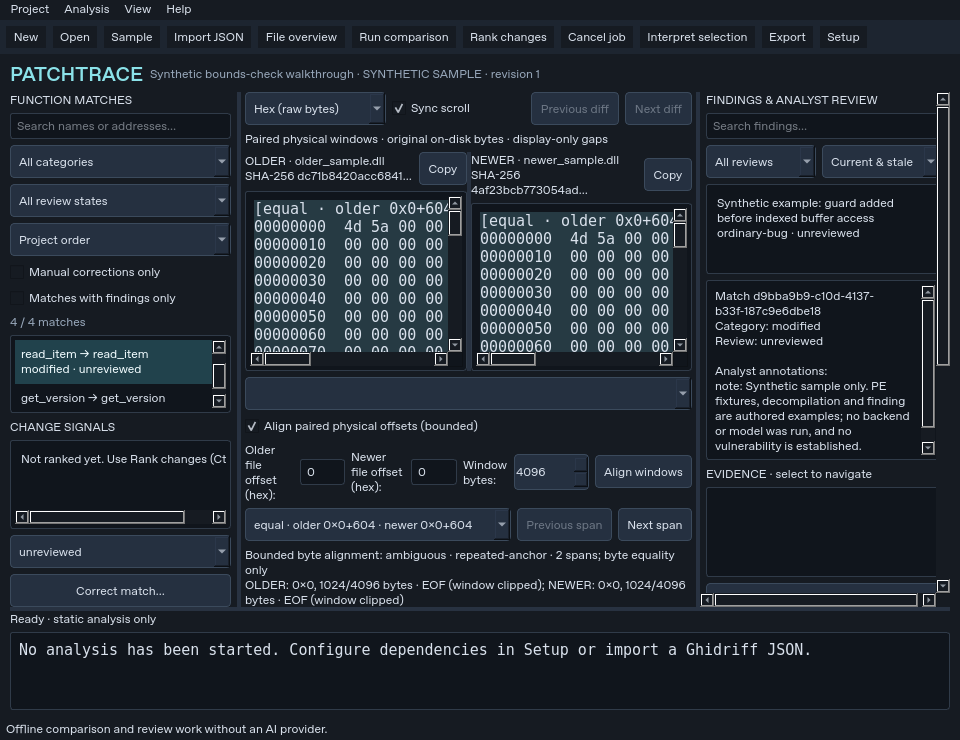 Project Analysis View Help
New Open Sample Import JSON File overview Run comparison Rank changes Cancel job Interpret selection Export Setup
PATCHTRACE Synthetic bounds-check walkthrough · SYNTHETIC SAMPLE · revision 1
FUNCTION MATCHES
Search names or addresses...
All categories
All review states
Project order
Manual corrections only
Matches with findings only
4 / 4 matches
read_item → read_item
modified · unreviewed
get_version → get_version
CHANGE SIGNALS
Not ranked yet. Use Rank changes (Ct
unreviewed
Correct match...
Hex (raw bytes)
✓ Sync scroll
Previous diff
Next diff
Paired physical windows · original on-disk bytes · display-only gaps
OLDER · older_sample.dll
SHA-256 dc71b8420acc6841...
Copy
[equal · older 0x0+604
00000000  4d 5a 00 00
00000010  00 00 00 00
00000020  00 00 00 00
00000030  00 00 00 00
00000040  00 00 00 00
00000050  00 00 00 00
00000060  00 00 00 00
00000070  00 00 00 00
NEWER · newer_sample.dll
SHA-256
4af23bcb773054ad...
Copy
[equal · older 0x0+604
00000000  4d 5a 00 00
00000010  00 00 00 00
00000020  00 00 00 00
00000030  00 00 00 00
00000040  00 00 00 00
00000050  00 00 00 00
00000060  00 00 00 00
✓ Align paired physical offsets (bounded)
Older
file
offset
(hex):
0
Newer
file offset
(hex):
0
Window
bytes:
4096
Align windows
equal · older 0×0+604 · newer 0×0+604
Previous span
Next span
Bounded byte alignment: ambiguous · repeated-anchor · 2 spans; byte equality
only
OLDER: 0×0, 1024/4096 bytes · EOF (window clipped); NEWER: 0×0, 1024/4096
bytes · EOF (window clipped)
FINDINGS & ANALYST REVIEW
Search findings...
All reviews
Current & stale
Synthetic example: guard added
before indexed buffer access
ordinary-bug · unreviewed
Match d9bba9b9-c10d-4137-
b33f-187c9e6dbe18
Category: modified
Review: unreviewed
Analyst annotations:
note: Synthetic sample only. PE
fixtures, decompilation and finding
are authored examples; no backend
or model was run, and no
vulnerability is established.
EVIDENCE · select to navigate
Ready · static analysis only
No analysis has been started. Configure dependencies in Setup or import a Ghidriff JSON.
Offline comparison and review work without an AI provider.